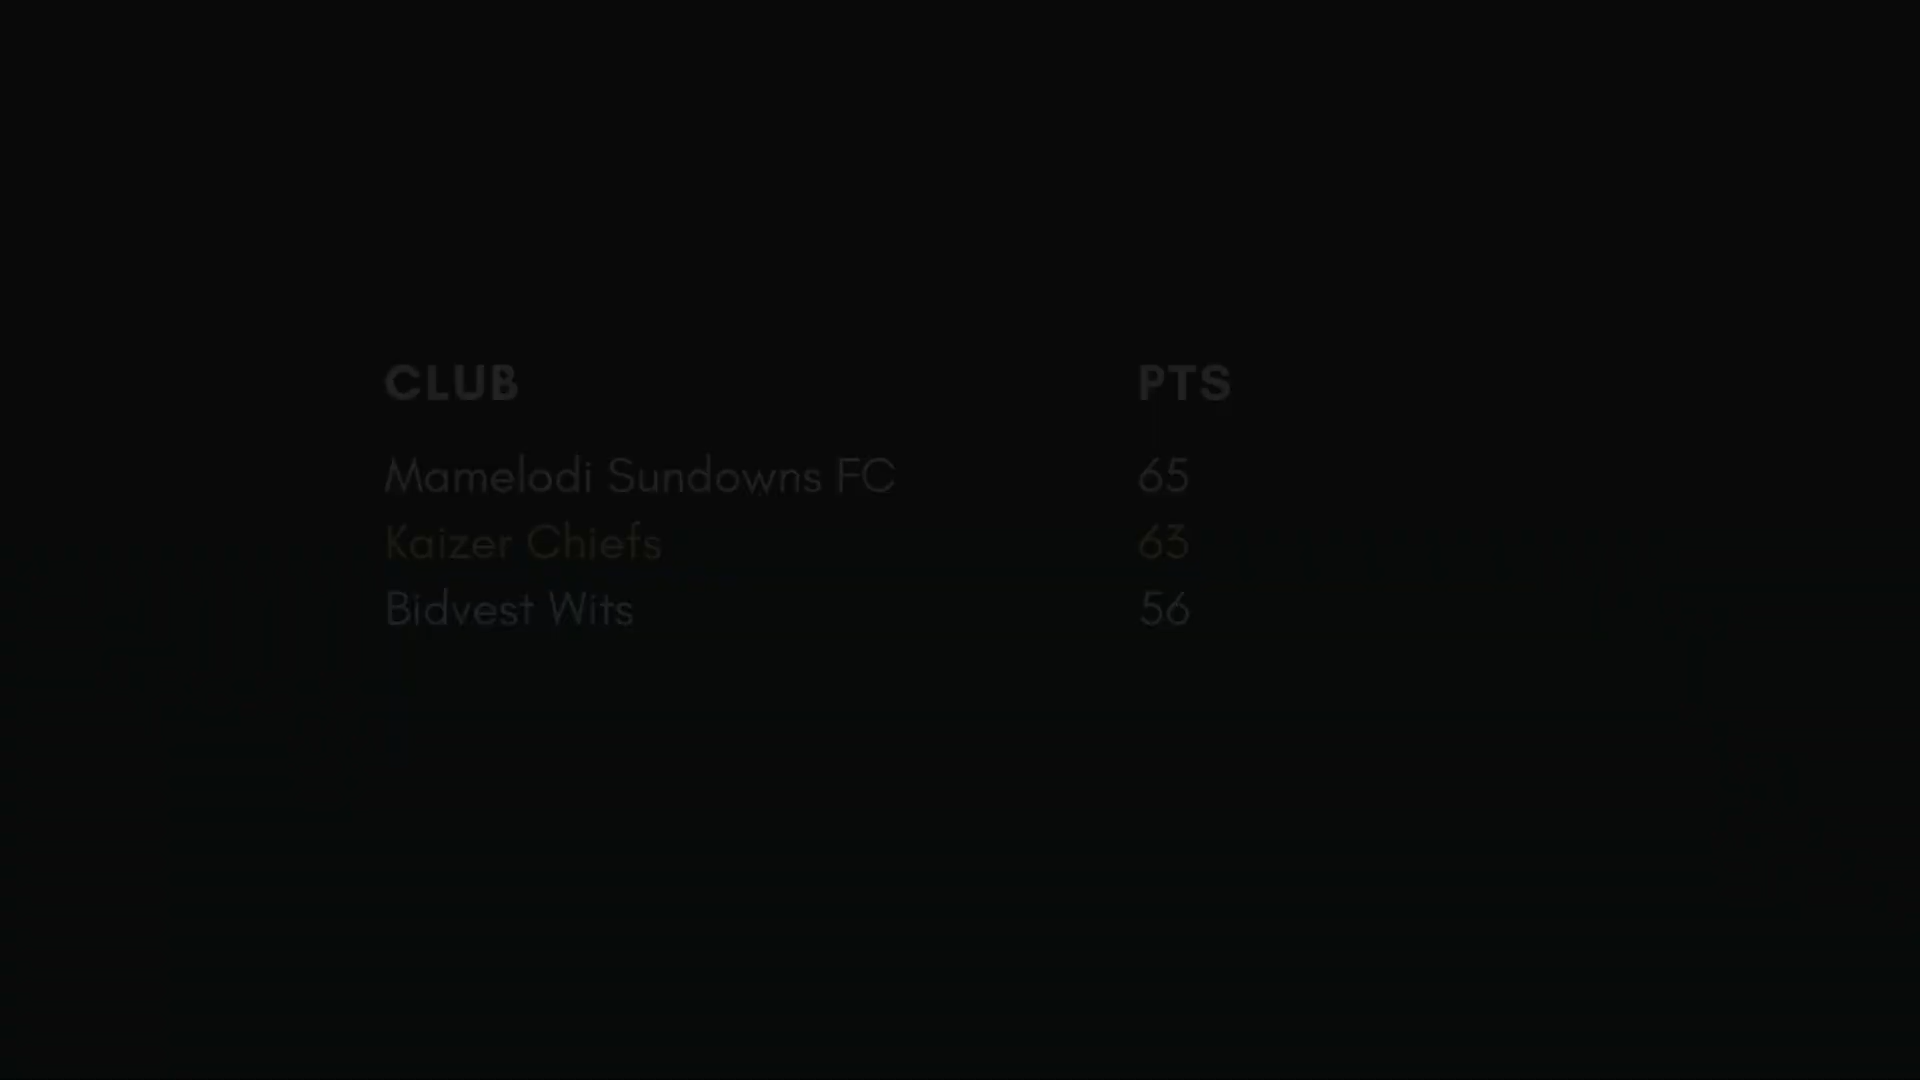 CLUB PTS
Mamelodi Sundowns FC 65
Kaizer Chiefs 63
Bidvest Wits 56